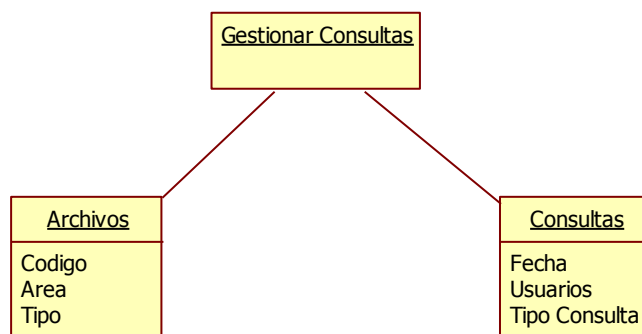 Gestionar Consultas
Archivos
Codigo
Area
Tipo
Consultas
Fecha
Usuarios
Tipo Consulta